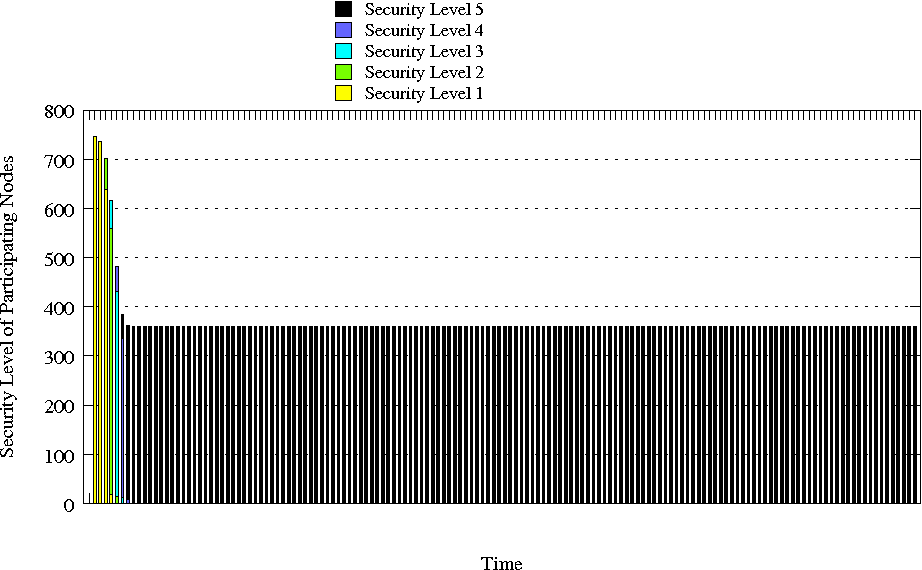 Security Level 5
Security Level 4
Security Level 3
Security Level 2
Security Level 1
800
700
600
500
400
300
200
100
0
Security Level of Participating Nodes
Time